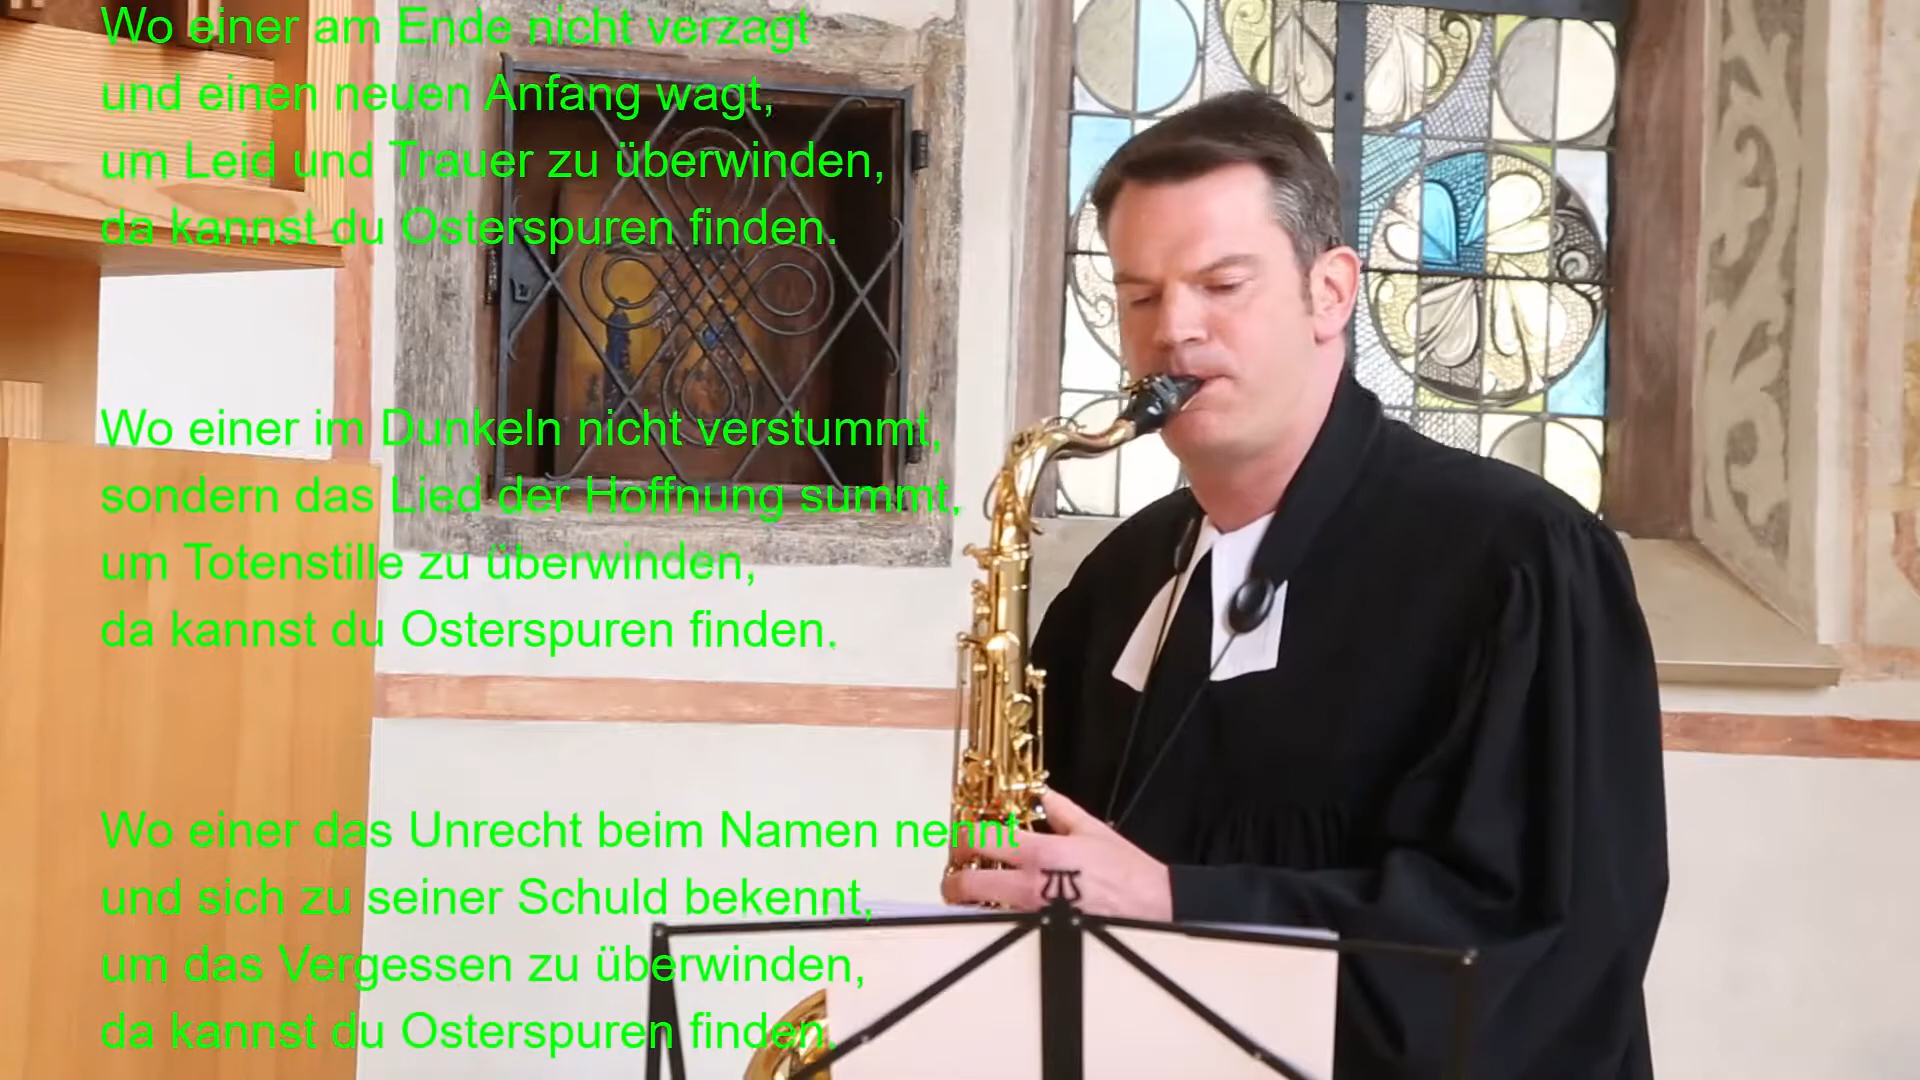 Wo einer am Ende nicht verzagt
und einen neuen Anfang wagt,
um Leid und Trauer zu überwinden,
da kannst du Osterspuren finden.
Wo einer im Dunkeln nicht verstummt,
sondern das Lied der Hoffnung summt,
um Totenstille zu überwinden,
da kannst du Osterspuren finden.
Wo einer das Unrecht beim Namen nennt
und sich zu seiner Schuld bekennt,
um das Vergessen zu überwinden,
da kannst du Osterspuren finden.